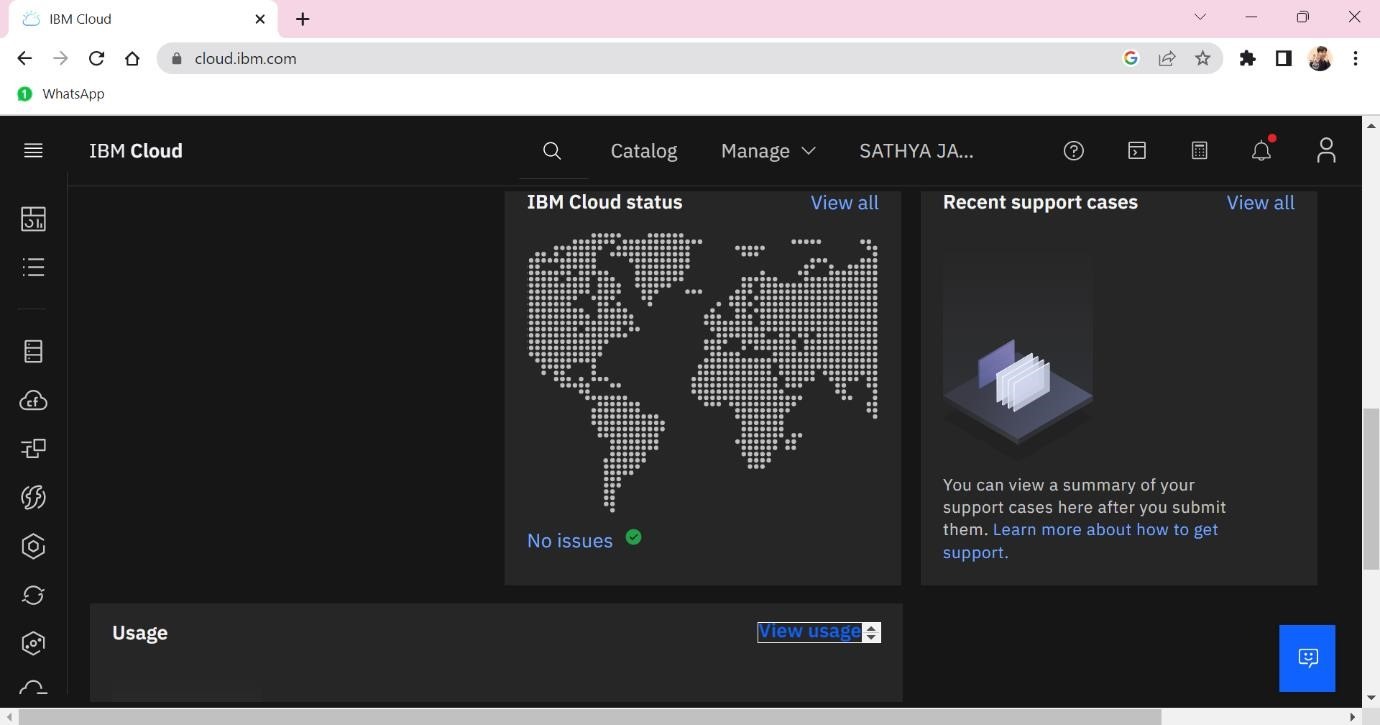 IBM Cloud
cloud.ibm.com
1 WhatsApp
IBM Cloud Catalog Manage SATHYA JA...
IBM Cloud status View all
Recent support cases View all
cf
You can view a summary of your
support cases here after you submit
them. Learn more about how to get
support.
No issues
Usage View usage